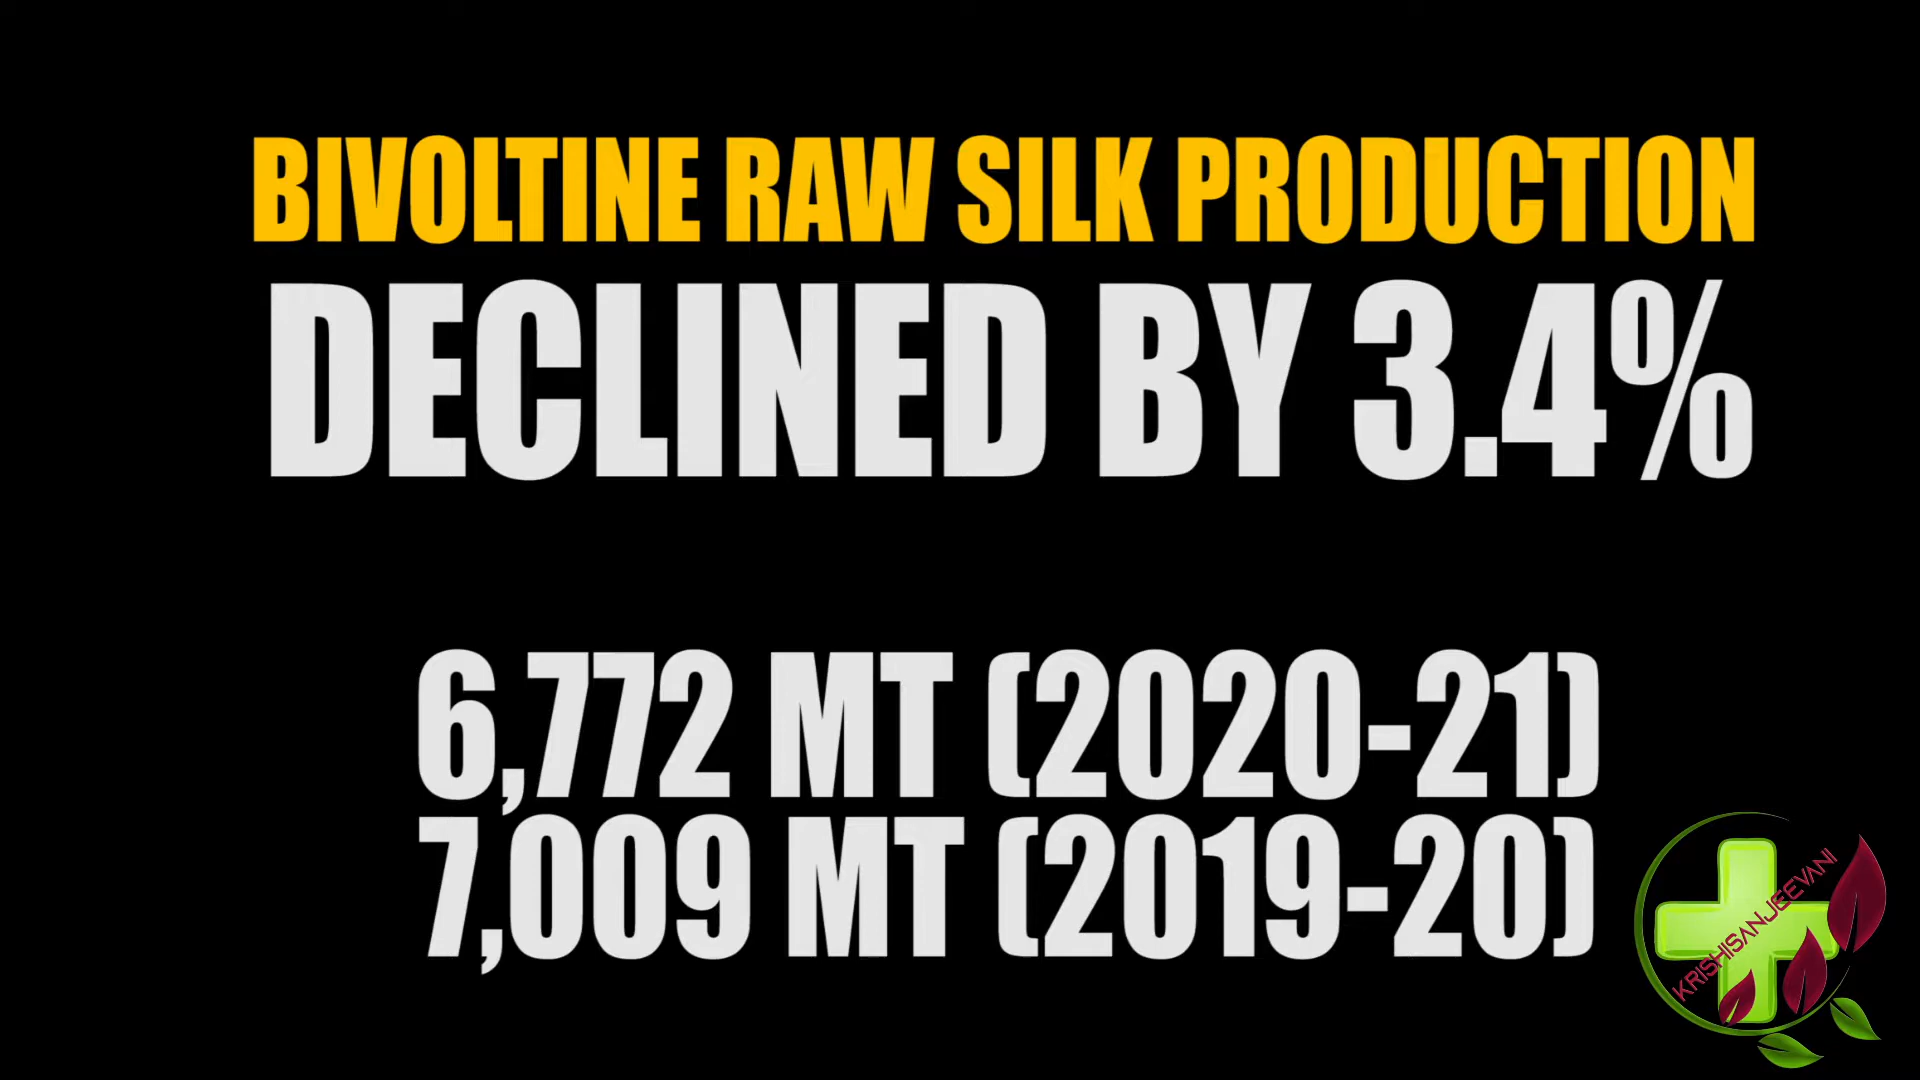 BIVOLTINE RAW SILK PRODUCTION
DECLINED BY 3.4%
6,772 MT (2020-21)
7,009 MT (2019-20)
KRISHISANJEEVANI